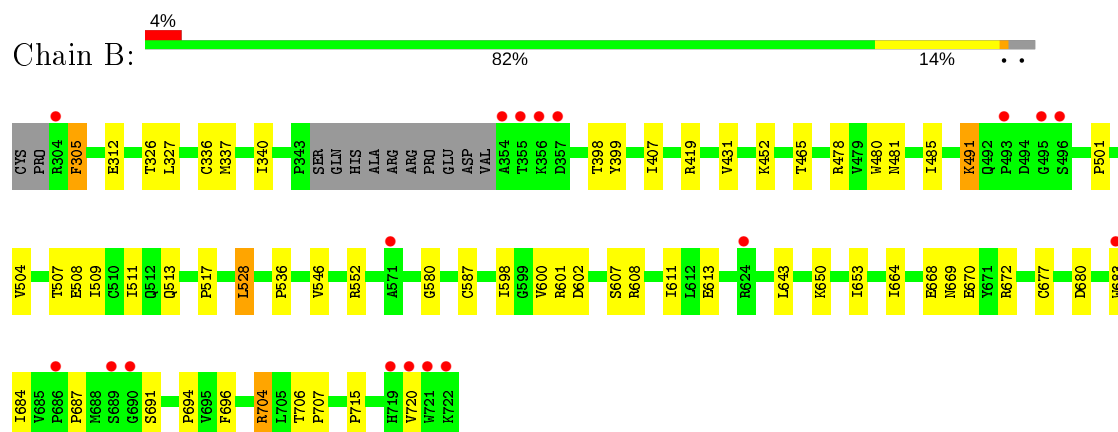 4%
Chain B:
82% 14% • •
CYS PRO R304 F305 E312 T326 L327 C336 M337 I340 P343 SER GLN HIS ALA ARG ARG PRO GLU ASP VAL A354 T355 K356 D357 T398 Y399 I407 R419 V431 K452 T465 R478 V479 W480 N481 I485 K491 Q492 P493 D494 G495 S496 P501
V504 T507 E508 I509 C510 I511 Q512 Q513 P517 L528 P536 V546 R552 A571 G580 C587 I598 G599 V600 R601 D602 S607 R608 I611 L612 E613 R624 L643 K650 I653 I664 E668 N669 E670 Y671 R672 C677 D680 W683
I684 V685 P686 P687 M688 S689 G690 S691 P694 V695 F696 R704 L705 T706 P707 P715 H719 V720 W721 K722